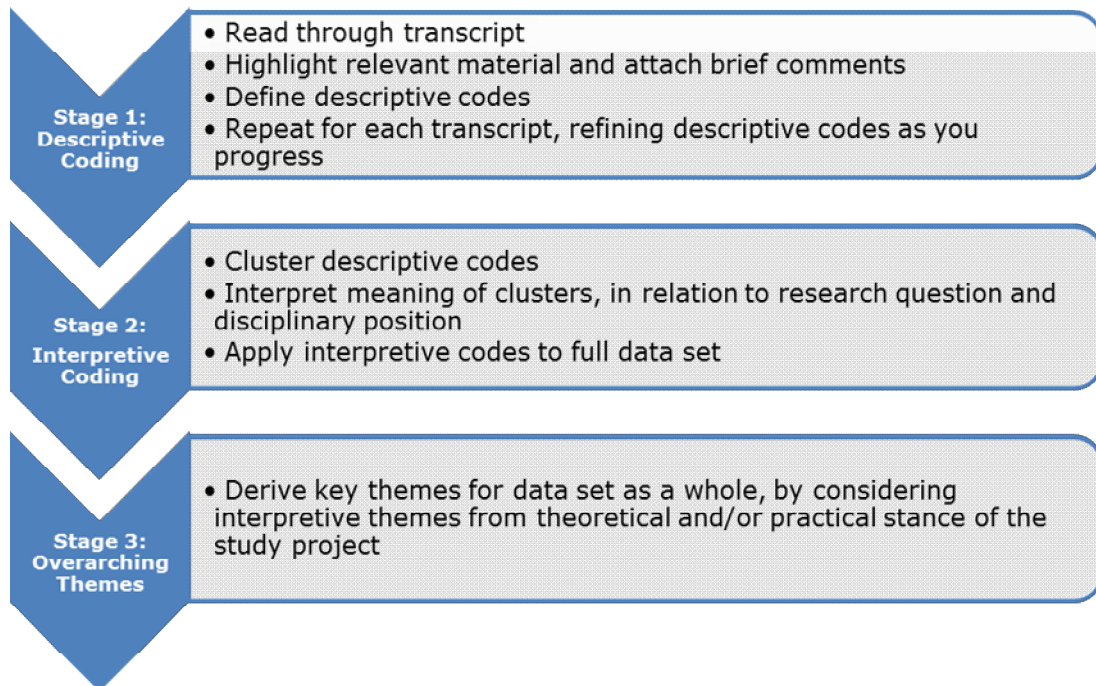 Stage 1:
Descriptive
Coding
• Read through transcript
• Highlight relevant material and attach brief comments
• Define descriptive codes
• Repeat for each transcript, refining descriptive codes as you
progress
Stage 2:
Interpretive
Coding
• Cluster descriptive codes
• Interpret meaning of clusters, in relation to research question and
disciplinary position
• Apply interpretive codes to full data set
Stage 3:
Overarching
Themes
• Derive key themes for data set as a whole, by considering
interpretive themes from theoretical and/or practical stance of the
study project